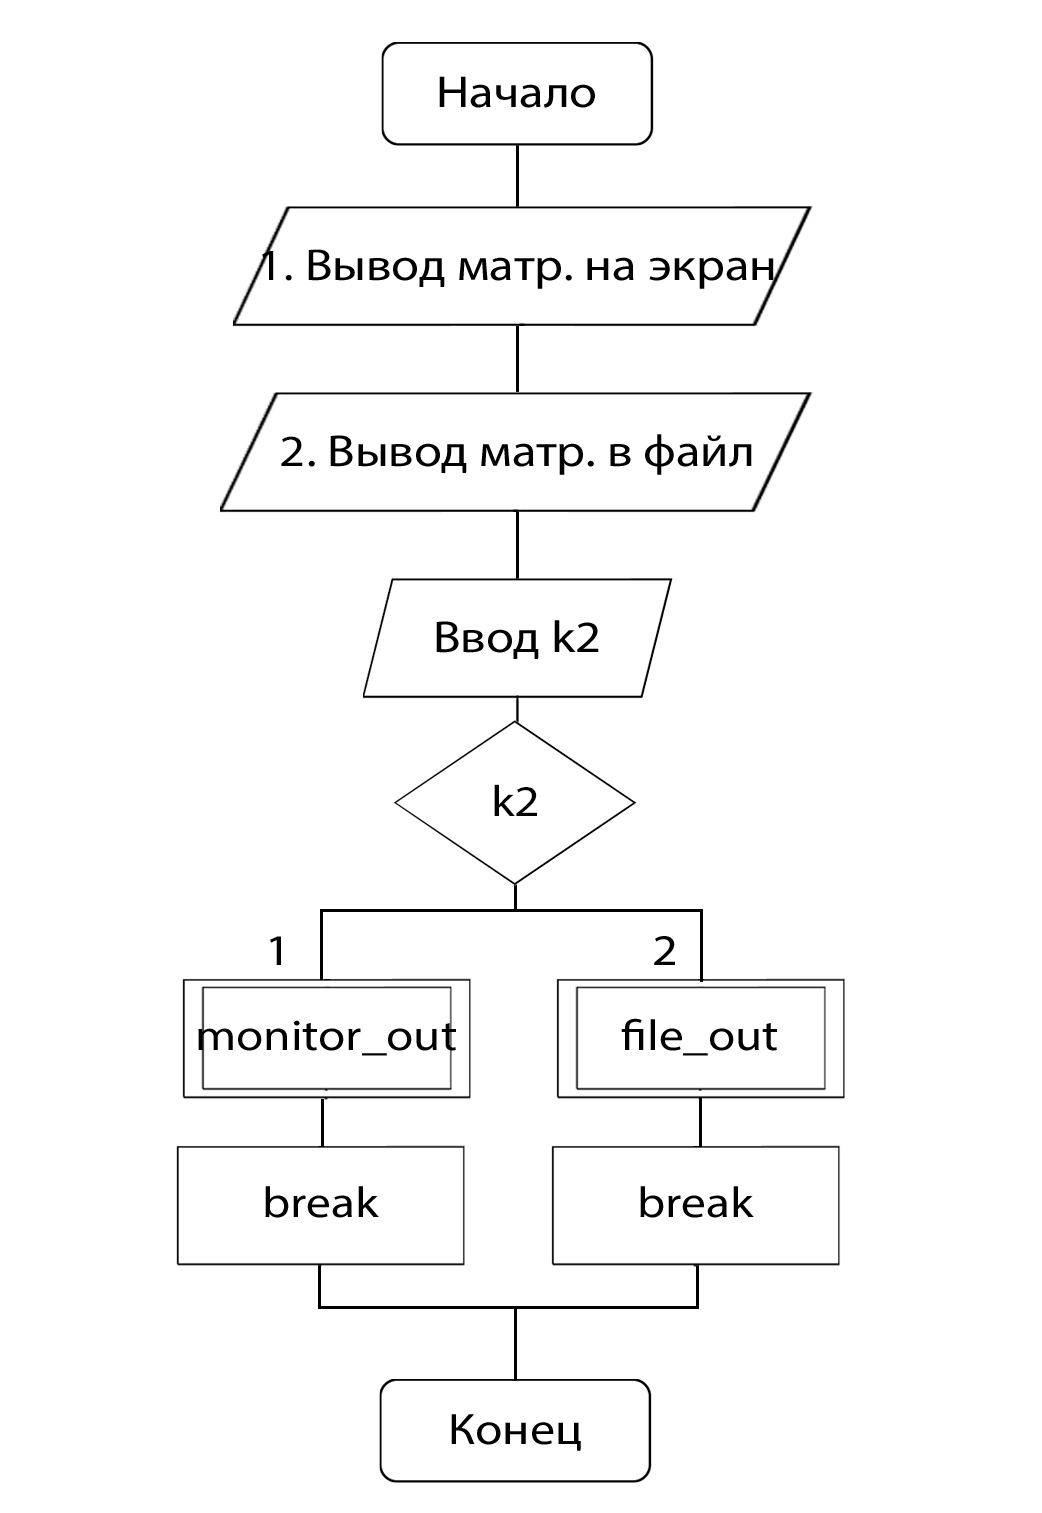 Начало
1. Вывод матр. на экран
2. Вывод матр. в файл
Ввод k2
k2
1
2
monitor_out
file_out
break
break
Конец